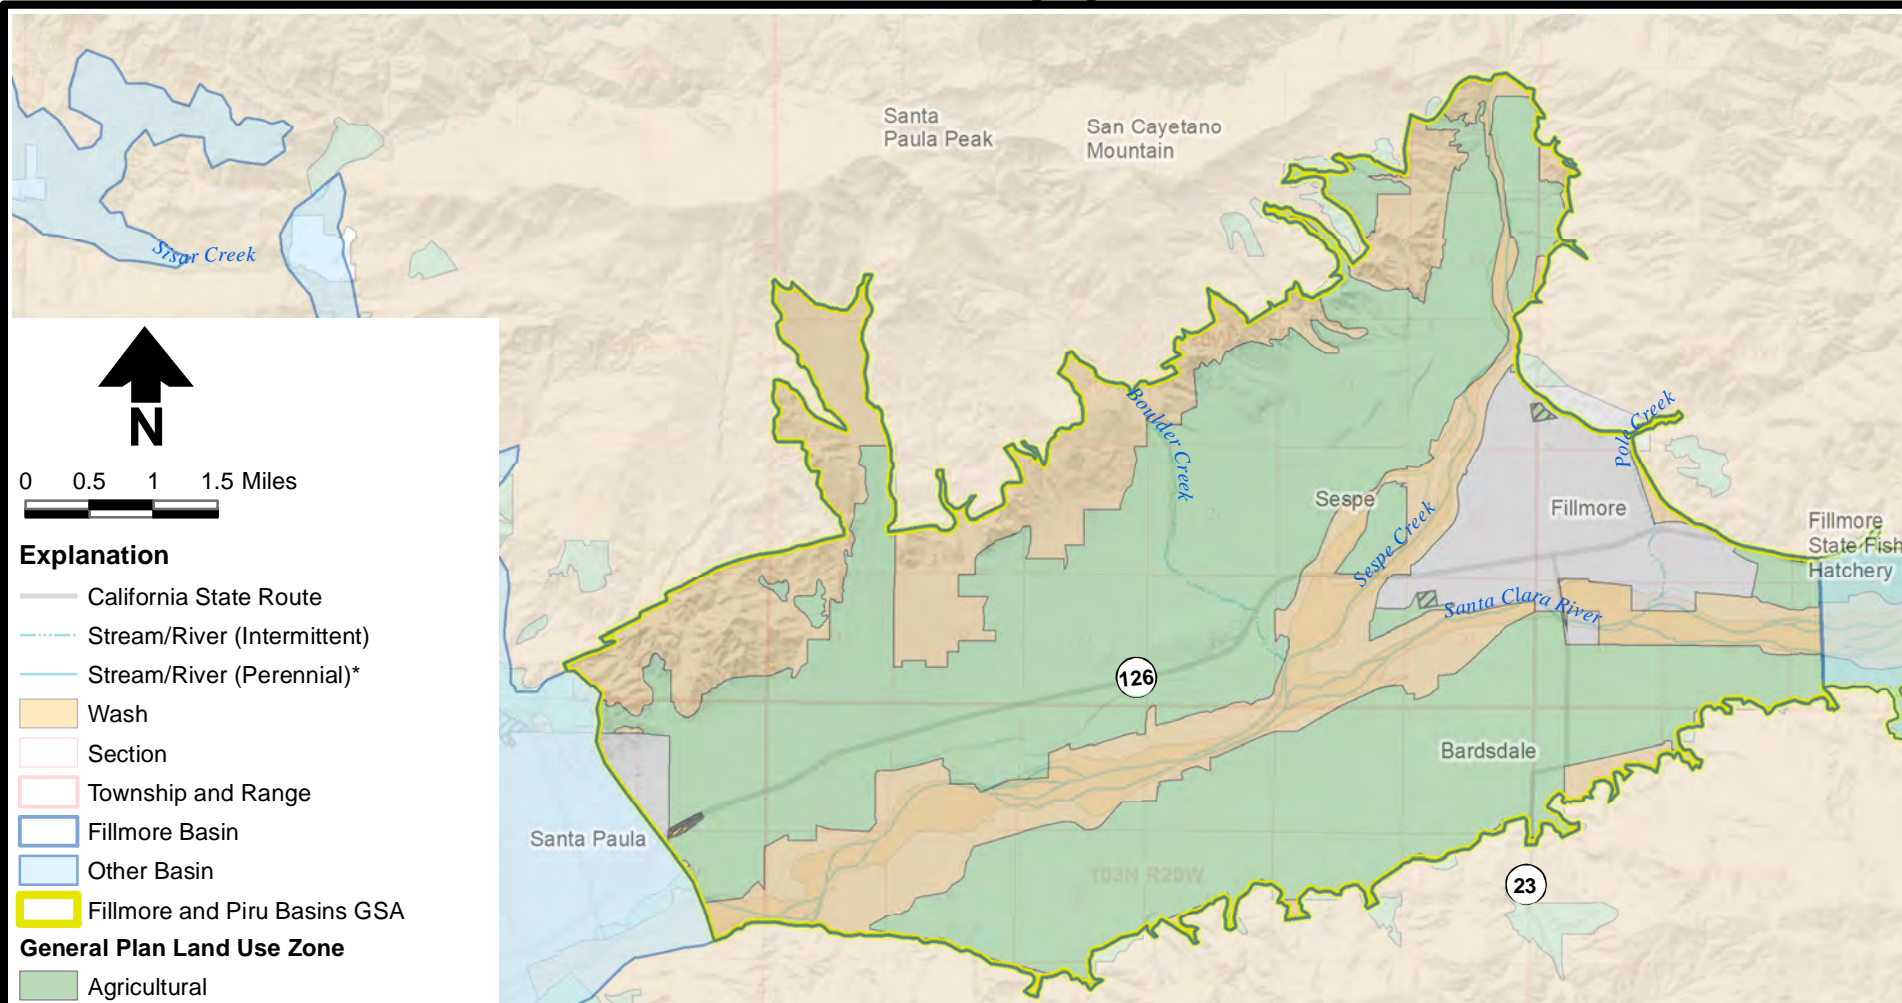 Santa
Paula Peak
San Cayetano
Mountain
Sisar Creek
N
0 0.5 1 1.5 Miles
Explanation
California State Route
Stream/River (Intermittent)
Stream/River (Perennial)*
Wash
Section
Township and Range
Fillmore Basin
Other Basin
Fillmore and Piru Basins GSA
General Plan Land Use Zone
Agricultural
Boulder Creek
Pole Creek
Sespe
Sespe Creek
Fillmore
Fillmore
State Fish
Hatchery
Santa Clara River
126
Bardsdale
Santa Paula
T03N R20W
23